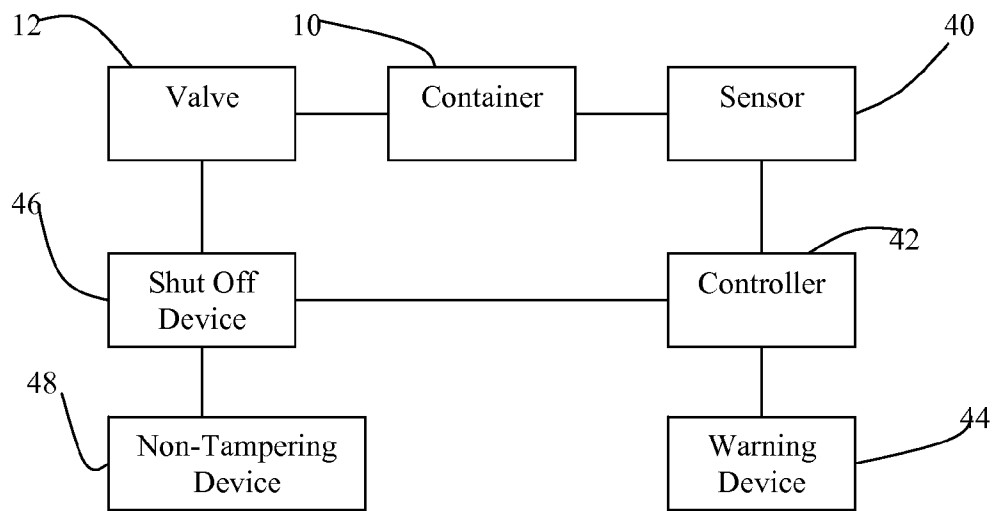 12
10
40
Valve
Container
Sensor
46
42
Shut Off
Device
Controller
48
44
Non-Tampering
Device
Warning
Device